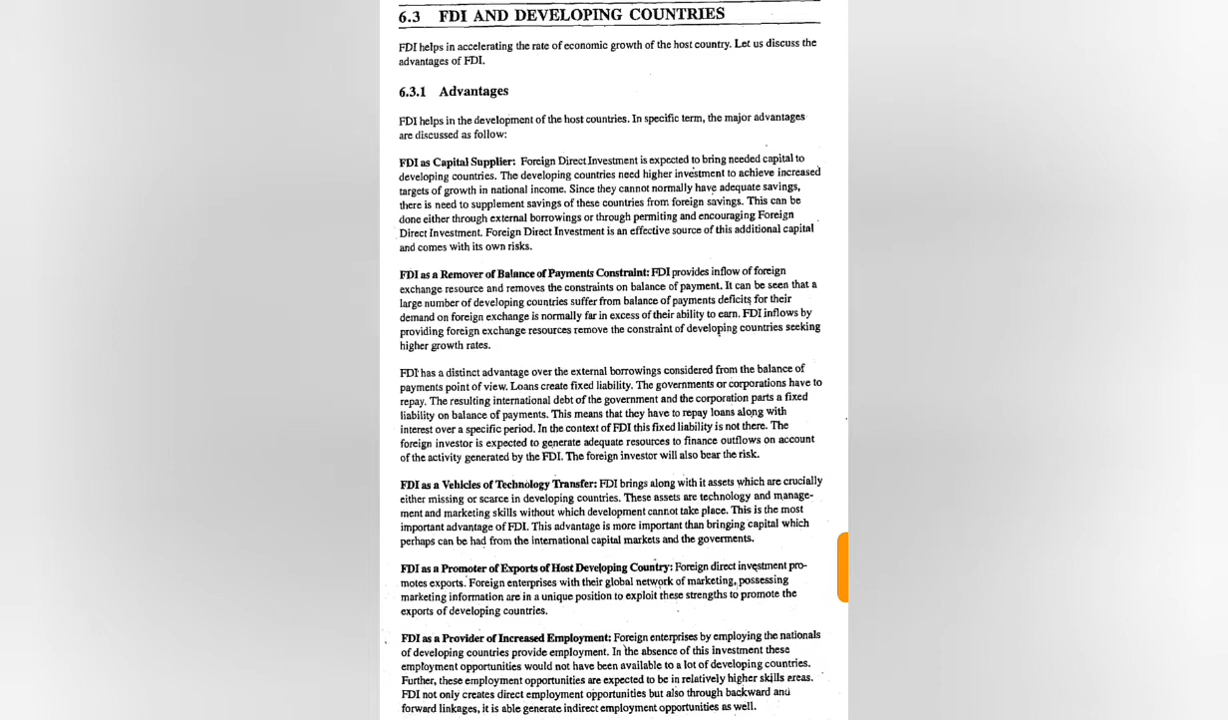 6.3 FDI AND DEVELOPING COUNTRIES
FDI helps in accelerating the rate of economic growth of the host country. Let us discuss the
advantages of FDI.
6.3.1 Advantages
FDI helps in the development of the host countries. In specific term, the major advantages
are discussed as follow:
FDI as Capital Supplier: Foreign Direct Investment is expected to bring needed capital to
developing countries. The developing countries need higher investment to achieve increased
targets of growth in national income. Since they cannot normally have adequate savings,
there is need to supplement savings of these countries from foreign savings. This can be
done either through external borrowings or through permiting and encouraging Foreign
Direct Investment. Foreign Direct Investment is an effective source of this additional capital
and comes with its own risks.
FDI as a Remover of Balance of Payments Constraint: FDI provides inflow of foreign
exchange resource and removes the constraints on balance of payment. It can be seen that a
large number of developing countries suffer from balance of payments deficits for their
demand on foreign exchange is normally far in excess of their ability to earn. FDI inflows by
providing foreign exchange resources remove the constraint of developing countries seeking
higher growth rates.
FDI has a distinct advantage over the external borrowings considered from the balance of
payments point of view. Loans create fixed liability. The governments or corporations have to
repay. The resulting international debt of the government and the corporation parts a fixed
liability on balance of payments. This means that they have to repay loans along with
interest over a specific period. In the context of FDI this fixed liability is not there. The
foreign investor is expected to generate adequate resources to finance outflows on account
of the activity generated by the FDI. The foreign investor will also bear the risk.
FDI as a Vehicles of Technology Transfer: FDI brings along with it assets which are crucially
either missing or scarce in developing countries. These assets are technology and manage-
ment and marketing skills without which development cannot take place. This is the most
important advantage of FDI. This advantage is more important than bringing capital which
perhaps can be had from the international capital markets and the goverments.
FDI as a Promoter of Exports of Host Developing Country: Foreign direct investment pro-
motes exports. Foreign enterprises with their global network of marketing, possessing
marketing information are in a unique position to exploit these strengths to promote the
exports of developing countries.
FDI as a Provider of Increased Employment: Foreign enterprises by employing the nationals
of developing countries provide employment. In the absence of this investment these
employment opportunities would not have been available to a lot of developing countries.
Further, these employment opportunities are expected to be in relatively higher skills areas.
FDI not only creates direct employment opportunities but also through backward and
forward linkages, it is able generate indirect employment opportunities as well.